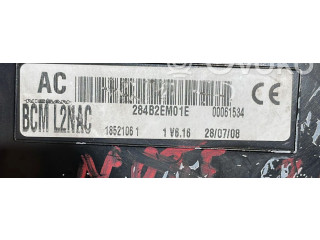 AC
284B2EM01E 00061534
BCM L2NAC
1852106 1 1 V6.16 28/07/08
CE